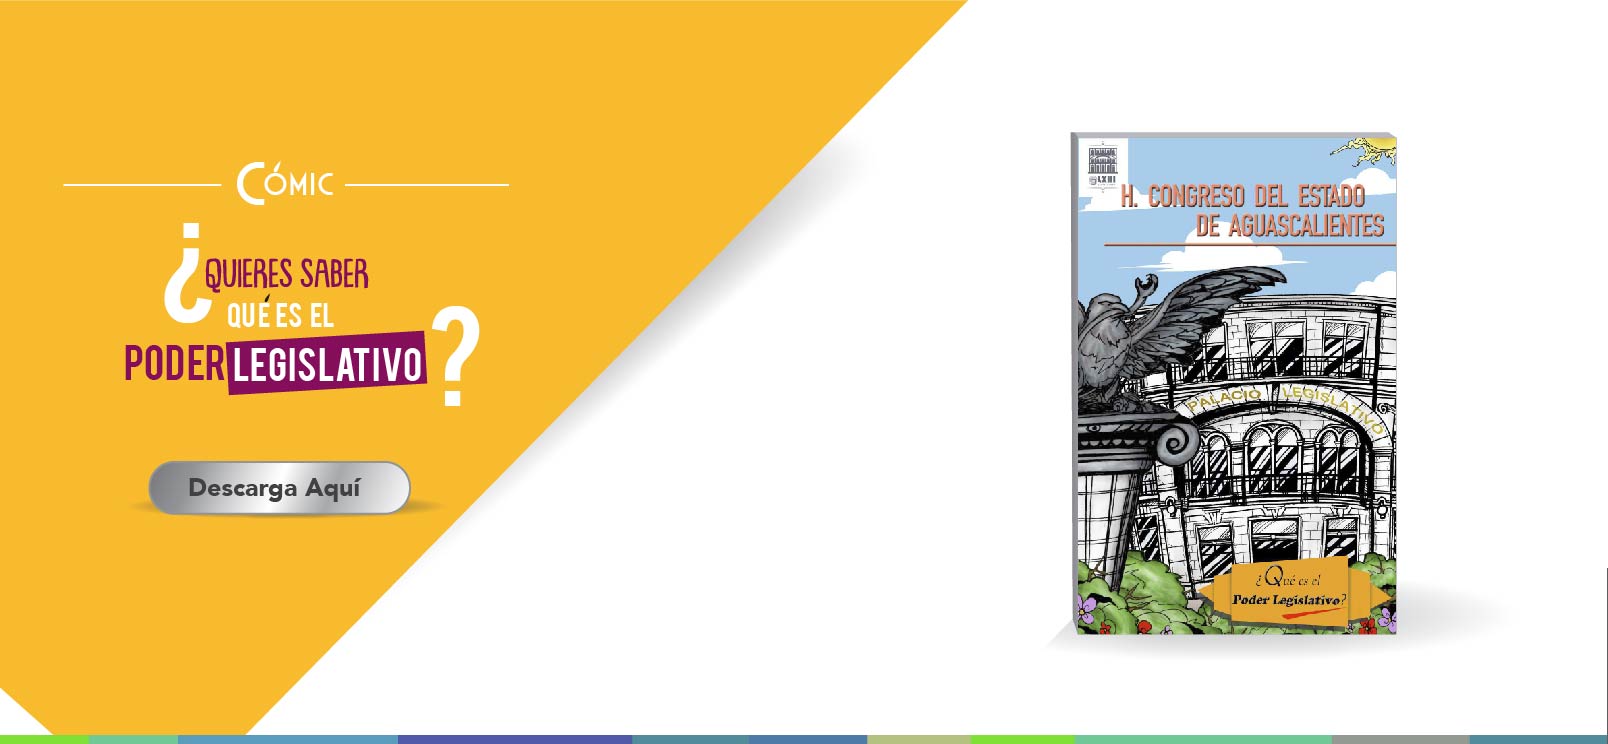 CÓMIC
¿QUIERES SABER
QUÉ ES EL
PODER LEGISLATIVO?
Descarga Aquí
LXIII
H. CONGRESO DEL ESTADO
DE AGUASCALIENTES
PALACIO LEGISLATIVO
¿Qué es el
Poder Legislativo?